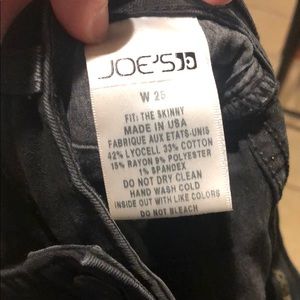 JOE'S
W 25
FIT: THE SKINNY
MADE IN USA
FABRIQUE AUX ETATS-UNIS
42% LYOCELL 33% COTTON
15% RAYON 9% POLYESTER
1% SPANDEX
DO NOT DRY CLEAN
HAND WASH COLD
INSIDE OUT WITH LIKE COLORS
DO NOT BLEACH